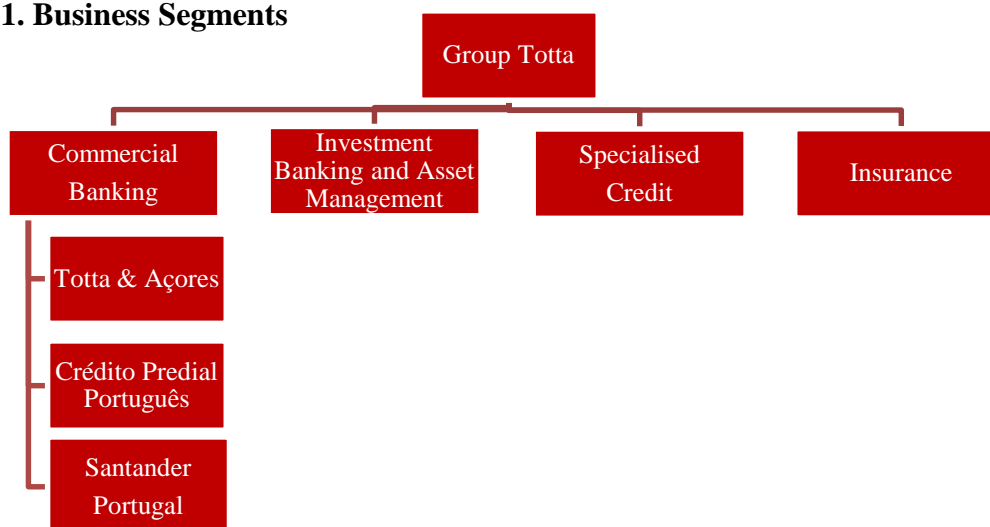 1. Business Segments
Group Totta
Commercial
Banking
Investment
Banking and Asset
Management
Specialised
Credit
Insurance
Totta & Açores
Crédito Predial
Português
Santander
Portugal